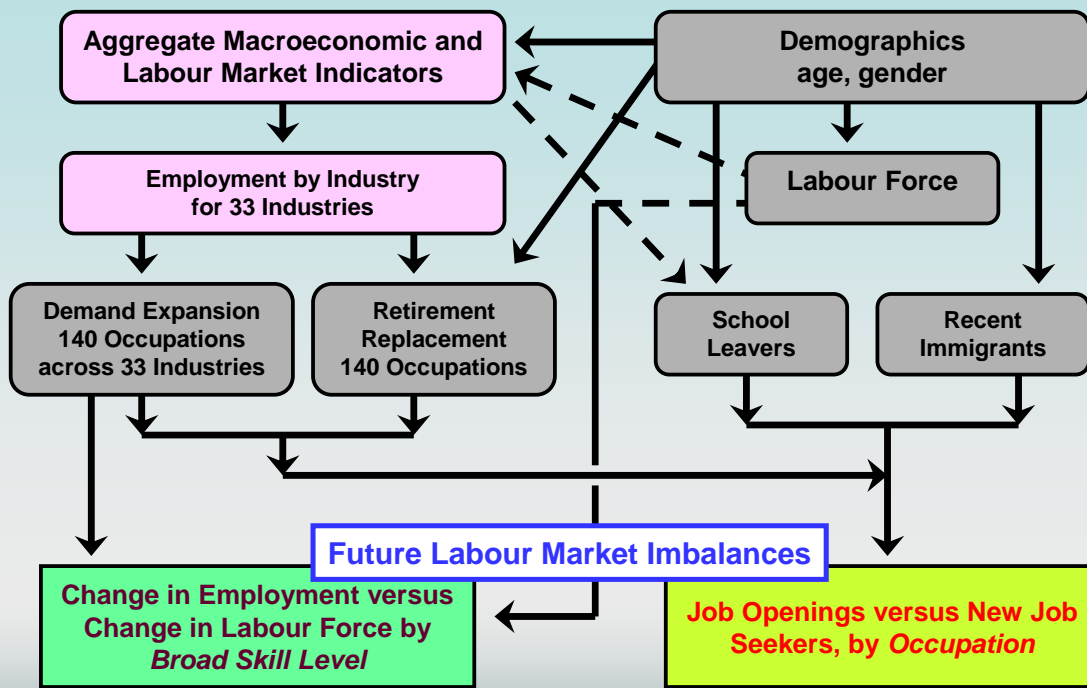 Aggregate Macroeconomic and
Labour Market Indicators
Demographics
age, gender
Employment by Industry
for 33 Industries
Labour Force
Demand Expansion
140 Occupations
across 33 Industries
Retirement
Replacement
140 Occupations
School
Leavers
Recent
Immigrants
Future Labour Market Imbalances
Change in Employment versus
Change in Labour Force by
Broad Skill Level
Job Openings versus New Job
Seekers, by Occupation